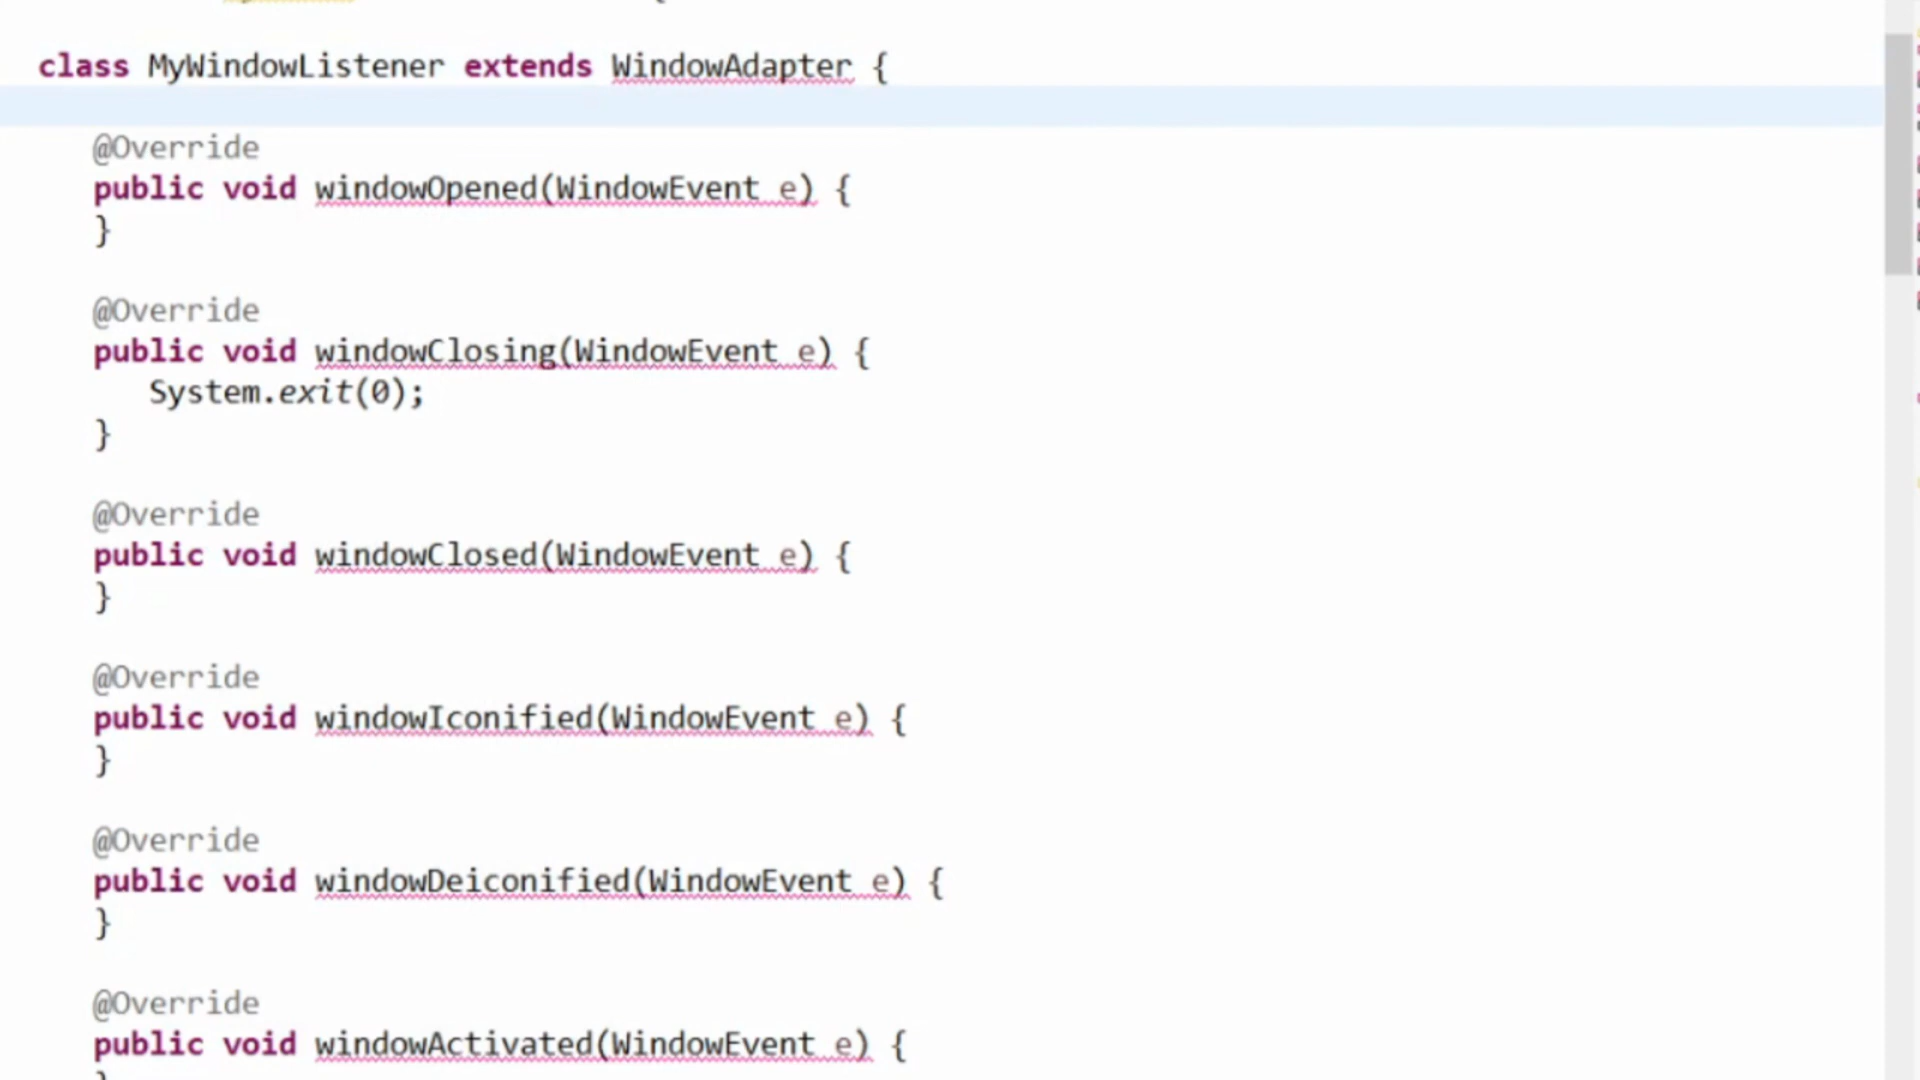 class MyWindowListener extends WindowAdapter {
@Override
public void windowOpened(WindowEvent e) {
}
@Override
public void windowClosing(WindowEvent e) {
System.exit(0);
}
@Override
public void windowClosed(WindowEvent e) {
}
@Override
public void windowIconified(WindowEvent e) {
}
@Override
public void windowDeiconified(WindowEvent e) {
}
@Override
public void windowActivated(WindowEvent e) {
}